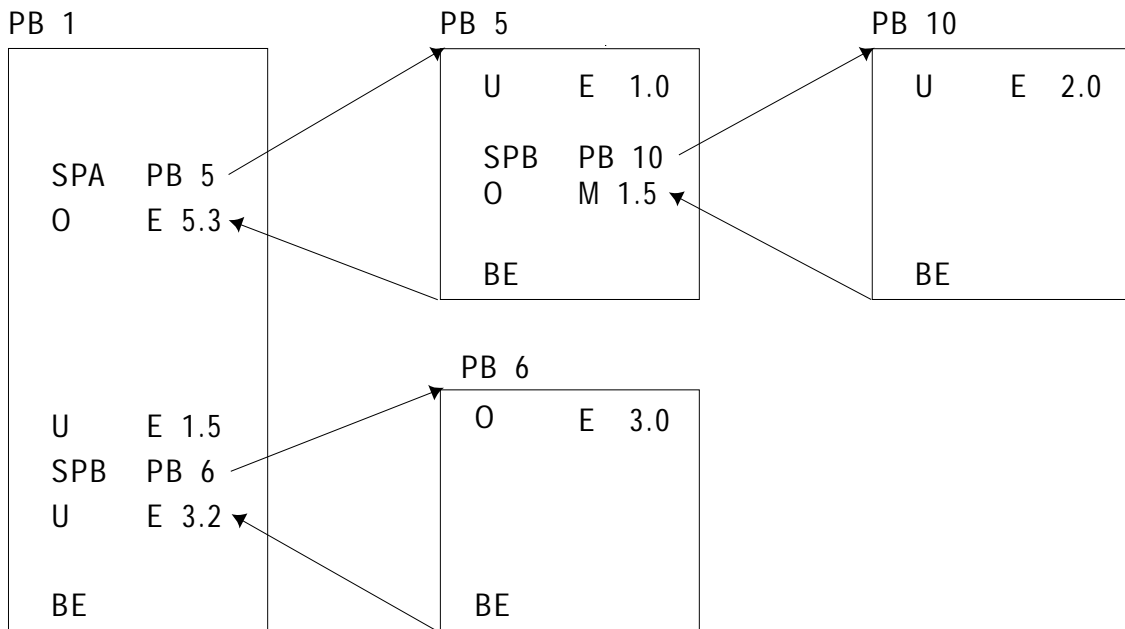 PB 1
SPA PB 5
O E 5.3
U E 1.5
SPB PB 6
U E 3.2
BE
PB 5
U E 1.0
SPB PB 10
O M 1.5
BE
PB 10
U E 2.0
BE
PB 6
O E 3.0
BE